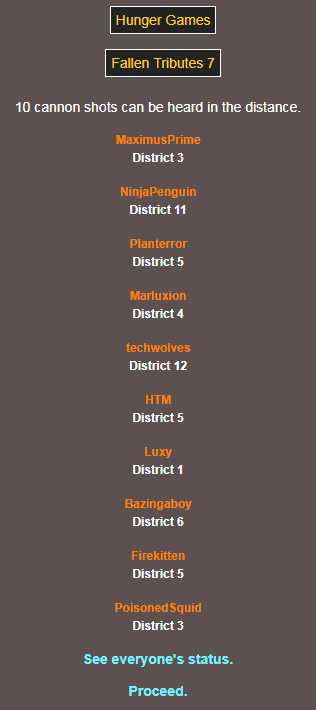 Hunger Games
Fallen Tributes 7
10 cannon shots can be heard in the distance.
MaximusPrime
District 3
NinjaPenguin
District 11
Planterror
District 5
Marluxion
District 4
techwolves
District 12
HTM
District 5
Luxy
District 1
Bazingaboy
District 6
Firekitten
District 5
PoisonedSquid
District 3
See everyone's status.
Proceed.